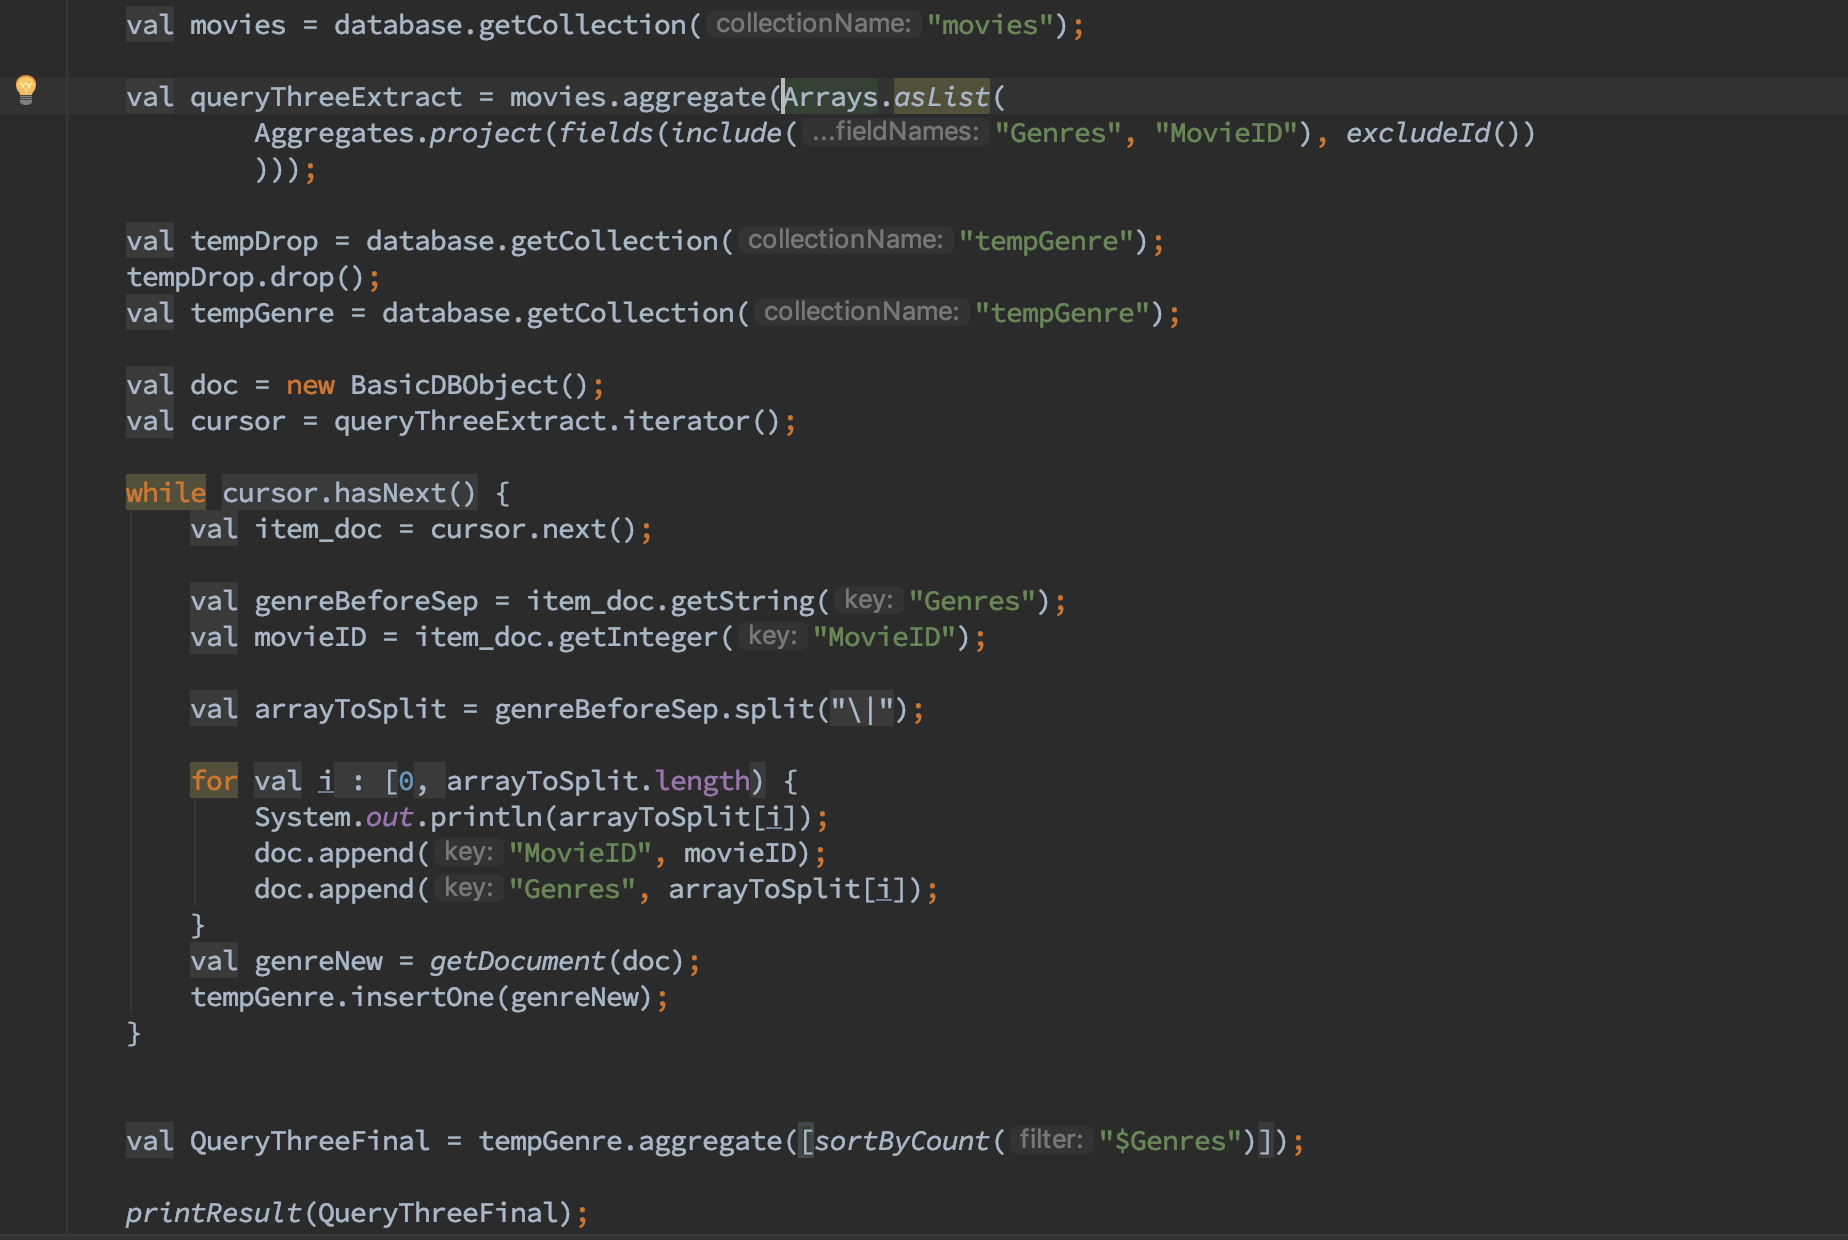 val movies = database.getCollection( collectionName: "movies");
val queryThreeExtract = movies.aggregate(Arrays.asList(
Aggregates.project(fields(include( ...fieldNames: "Genres", "MovieID"), excludeId())
)));
val tempDrop = database.getCollection( collectionName: "tempGenre");
tempDrop.drop();
val tempGenre = database.getCollection( collectionName: "tempGenre");
val doc = new BasicDBObject();
val cursor = queryThreeExtract.iterator();
while cursor.hasNext() {
val item_doc = cursor.next();
val genreBeforeSep = item_doc.getString( key: "Genres");
val movieID = item_doc.getInteger( key: "MovieID");
val arrayToSplit = genreBeforeSep.split("\|");
for val i : [0, arrayToSplit.length) {
System.out.println(arrayToSplit[i]);
doc.append( key: "MovieID", movieID);
doc.append( key: "Genres", arrayToSplit[i]);
}
val genreNew = getDocument(doc);
tempGenre.insertOne(genreNew);
}
val QueryThreeFinal = tempGenre.aggregate([sortByCount( filter: "$Genres")]);
printResult(QueryThreeFinal);